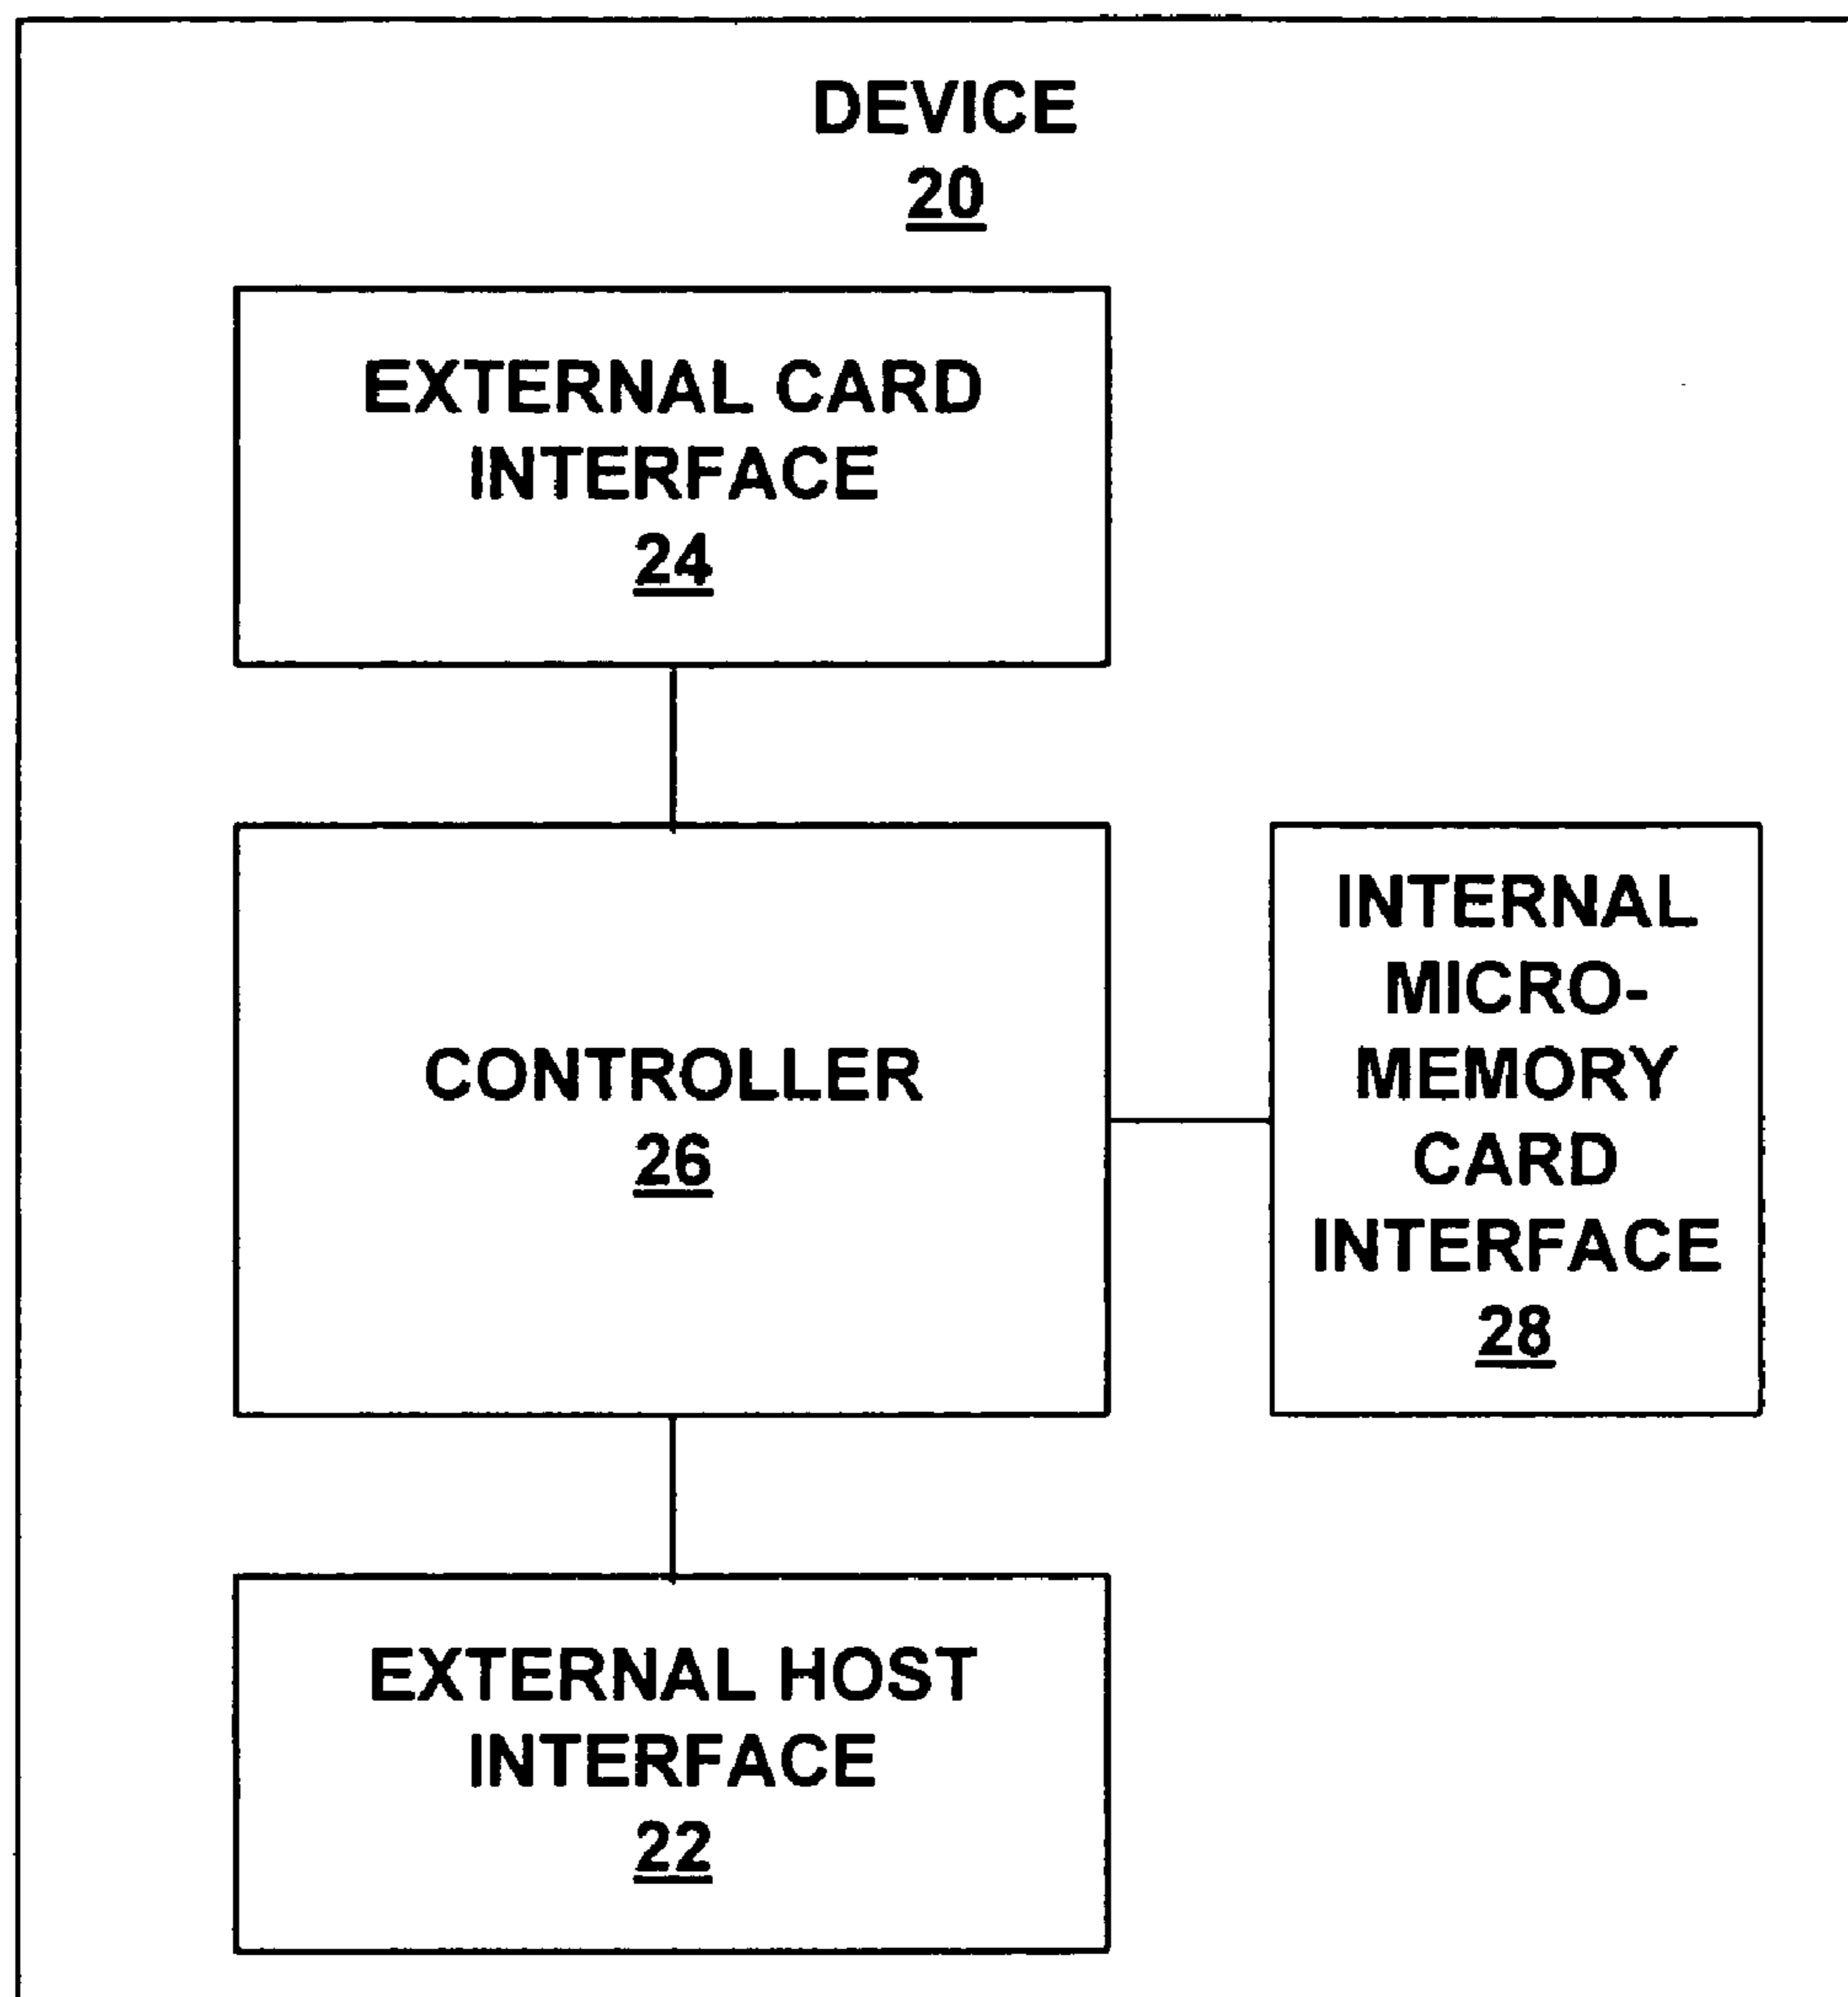 DEVICE
20
EXTERNAL CARD
INTERFACE
24
CONTROLLER
26
INTERNAL
MICRO-
MEMORY
CARD
INTERFACE
28
EXTERNAL HOST
INTERFACE
22